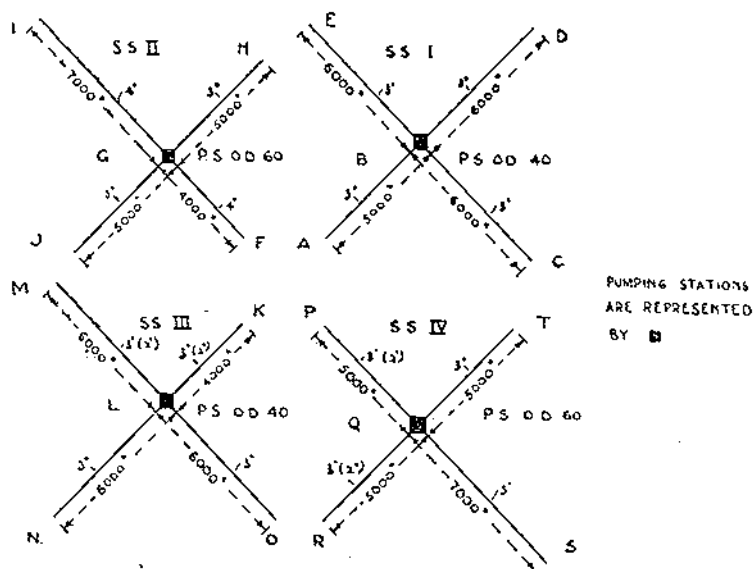 I
SS II
H
4"
7000"
3"
5000"
G
PS OD 60
3"
5000"
4000"
4"
J
F
E
SS I
D
6000"
3"
3"
6000"
B
PS OD 40
3"
5000"
6000"
3"
A
C
M
SS III
K
6000"
3"(2")
3"(2")
4000"
L
PS OD 40
3"
6000"
6000"
3"
N
O
P
SS IV
T
3"(2")
5000"
3"
5000"
Q
PS OD 60
3"(2")
5000"
7000"
3"
R
S
PUMPING STATIONS
ARE REPRESENTED
BY